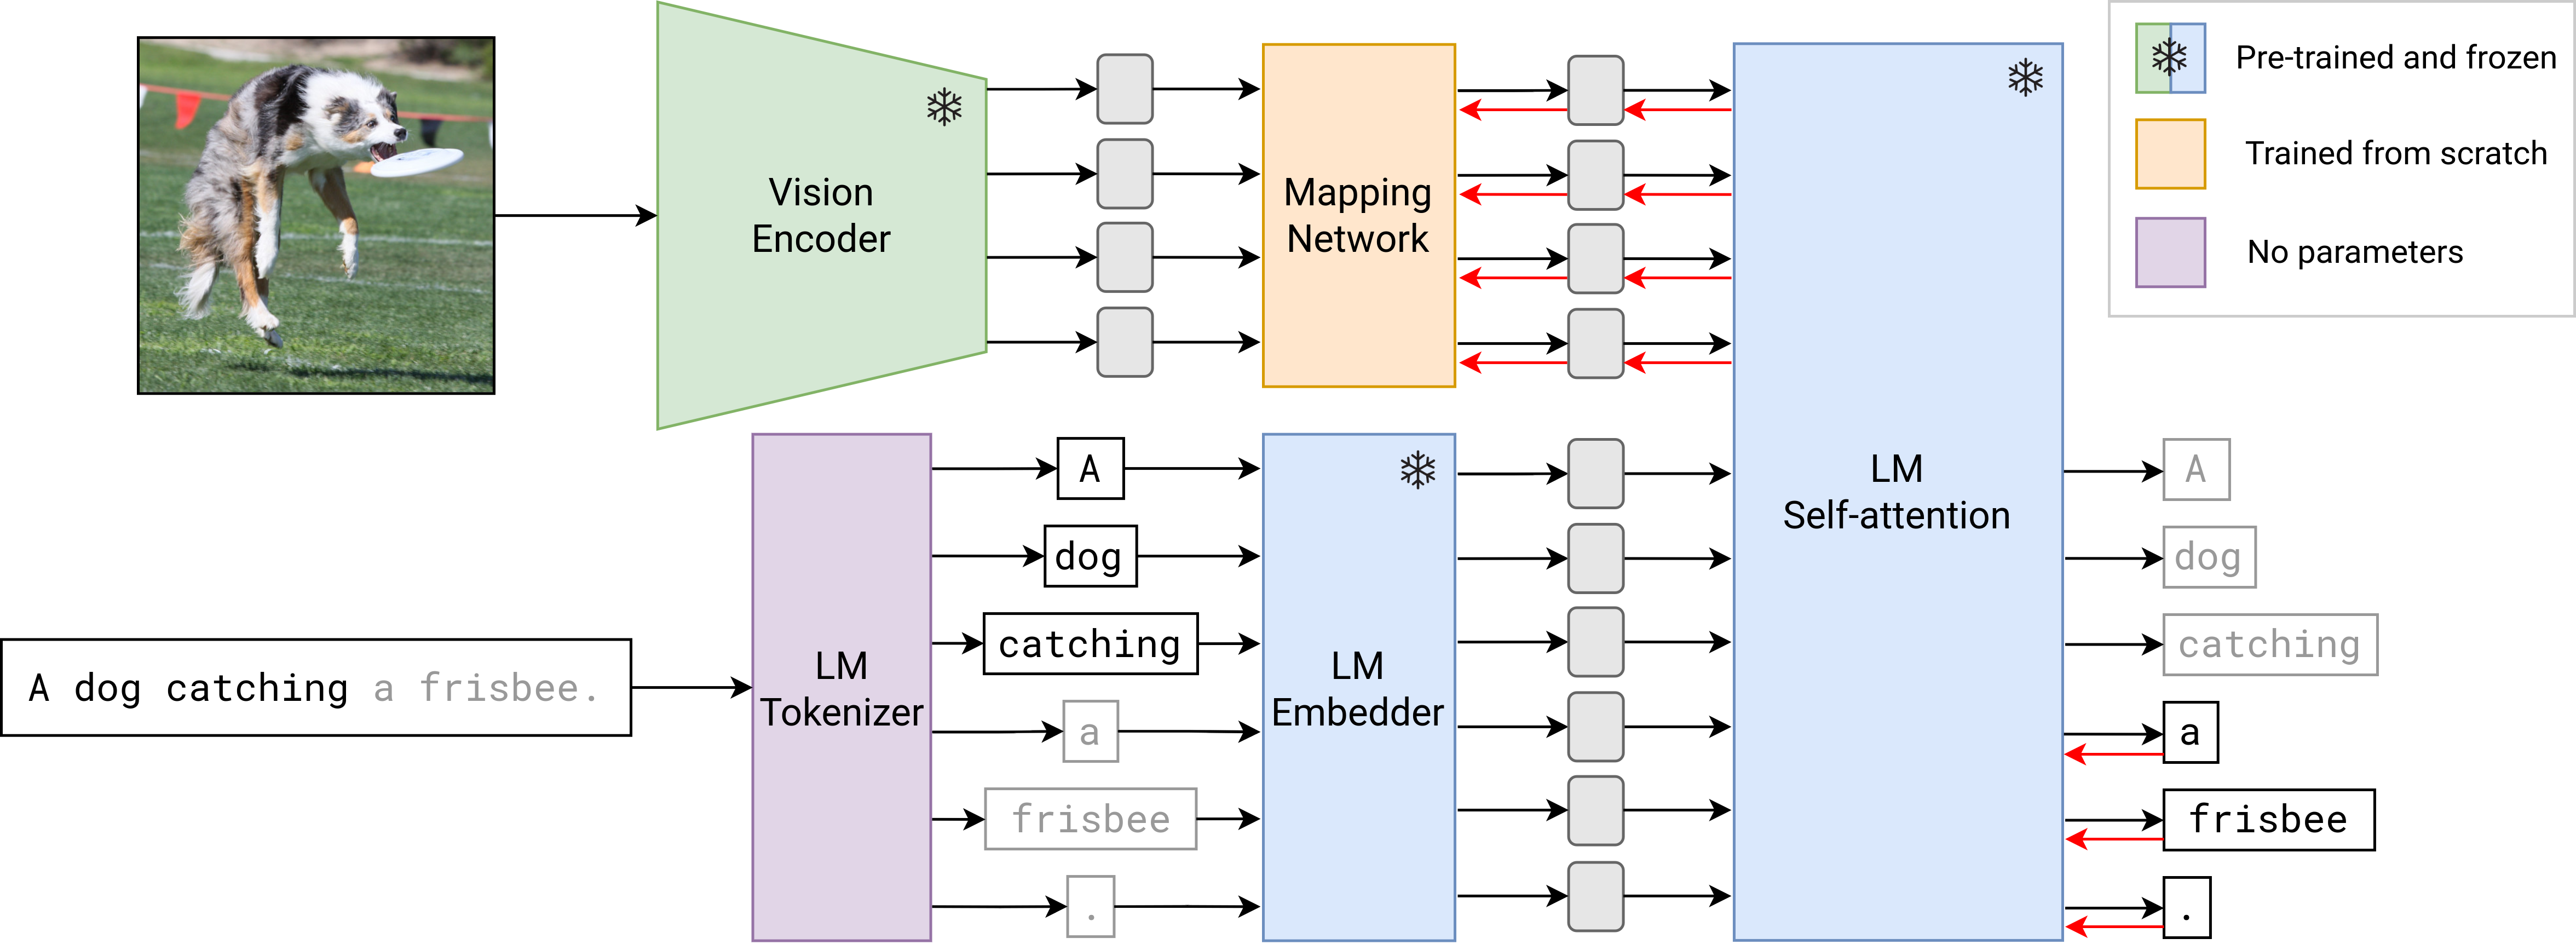 Vision
Encoder
Mapping
Network
LM
Self-attention
Pre-trained and frozen
Trained from scratch
No parameters
A dog catching a frisbee.
LM
Tokenizer
A
dog
catching
a
frisbee
.
LM
Embedder
A
dog
catching
a
frisbee
.